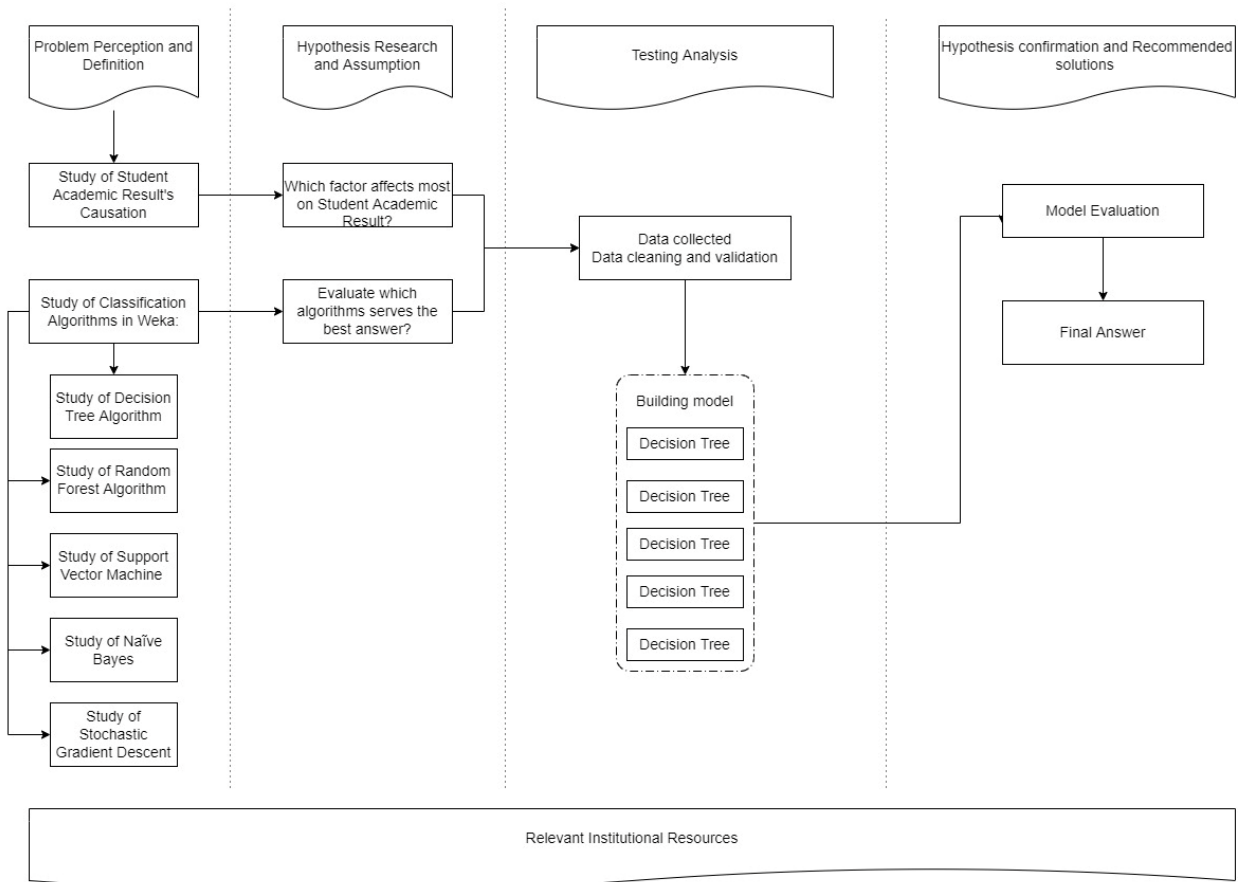 Problem Perception and
Definition
Hypothesis Research
and Assumption
Testing Analysis
Hypothesis confirmation and Recommended
solutions
Study of Student
Academic Result's
Causation
Which factor affects most
on Student Academic
Result?
Data collected
Data cleaning and validation
Model Evaluation
Study of Classification
Algorithms in Weka:
Evaluate which
algorithms serves the
best answer?
Final Answer
Study of Decision
Tree Algorithm
Study of Random
Forest Algorithm
Study of Support
Vector Machine
Study of Naĩve
Bayes
Study of
Stochastic
Gradient Descent
Building model
Decision Tree
Decision Tree
Decision Tree
Decision Tree
Decision Tree
Relevant Institutional Resources